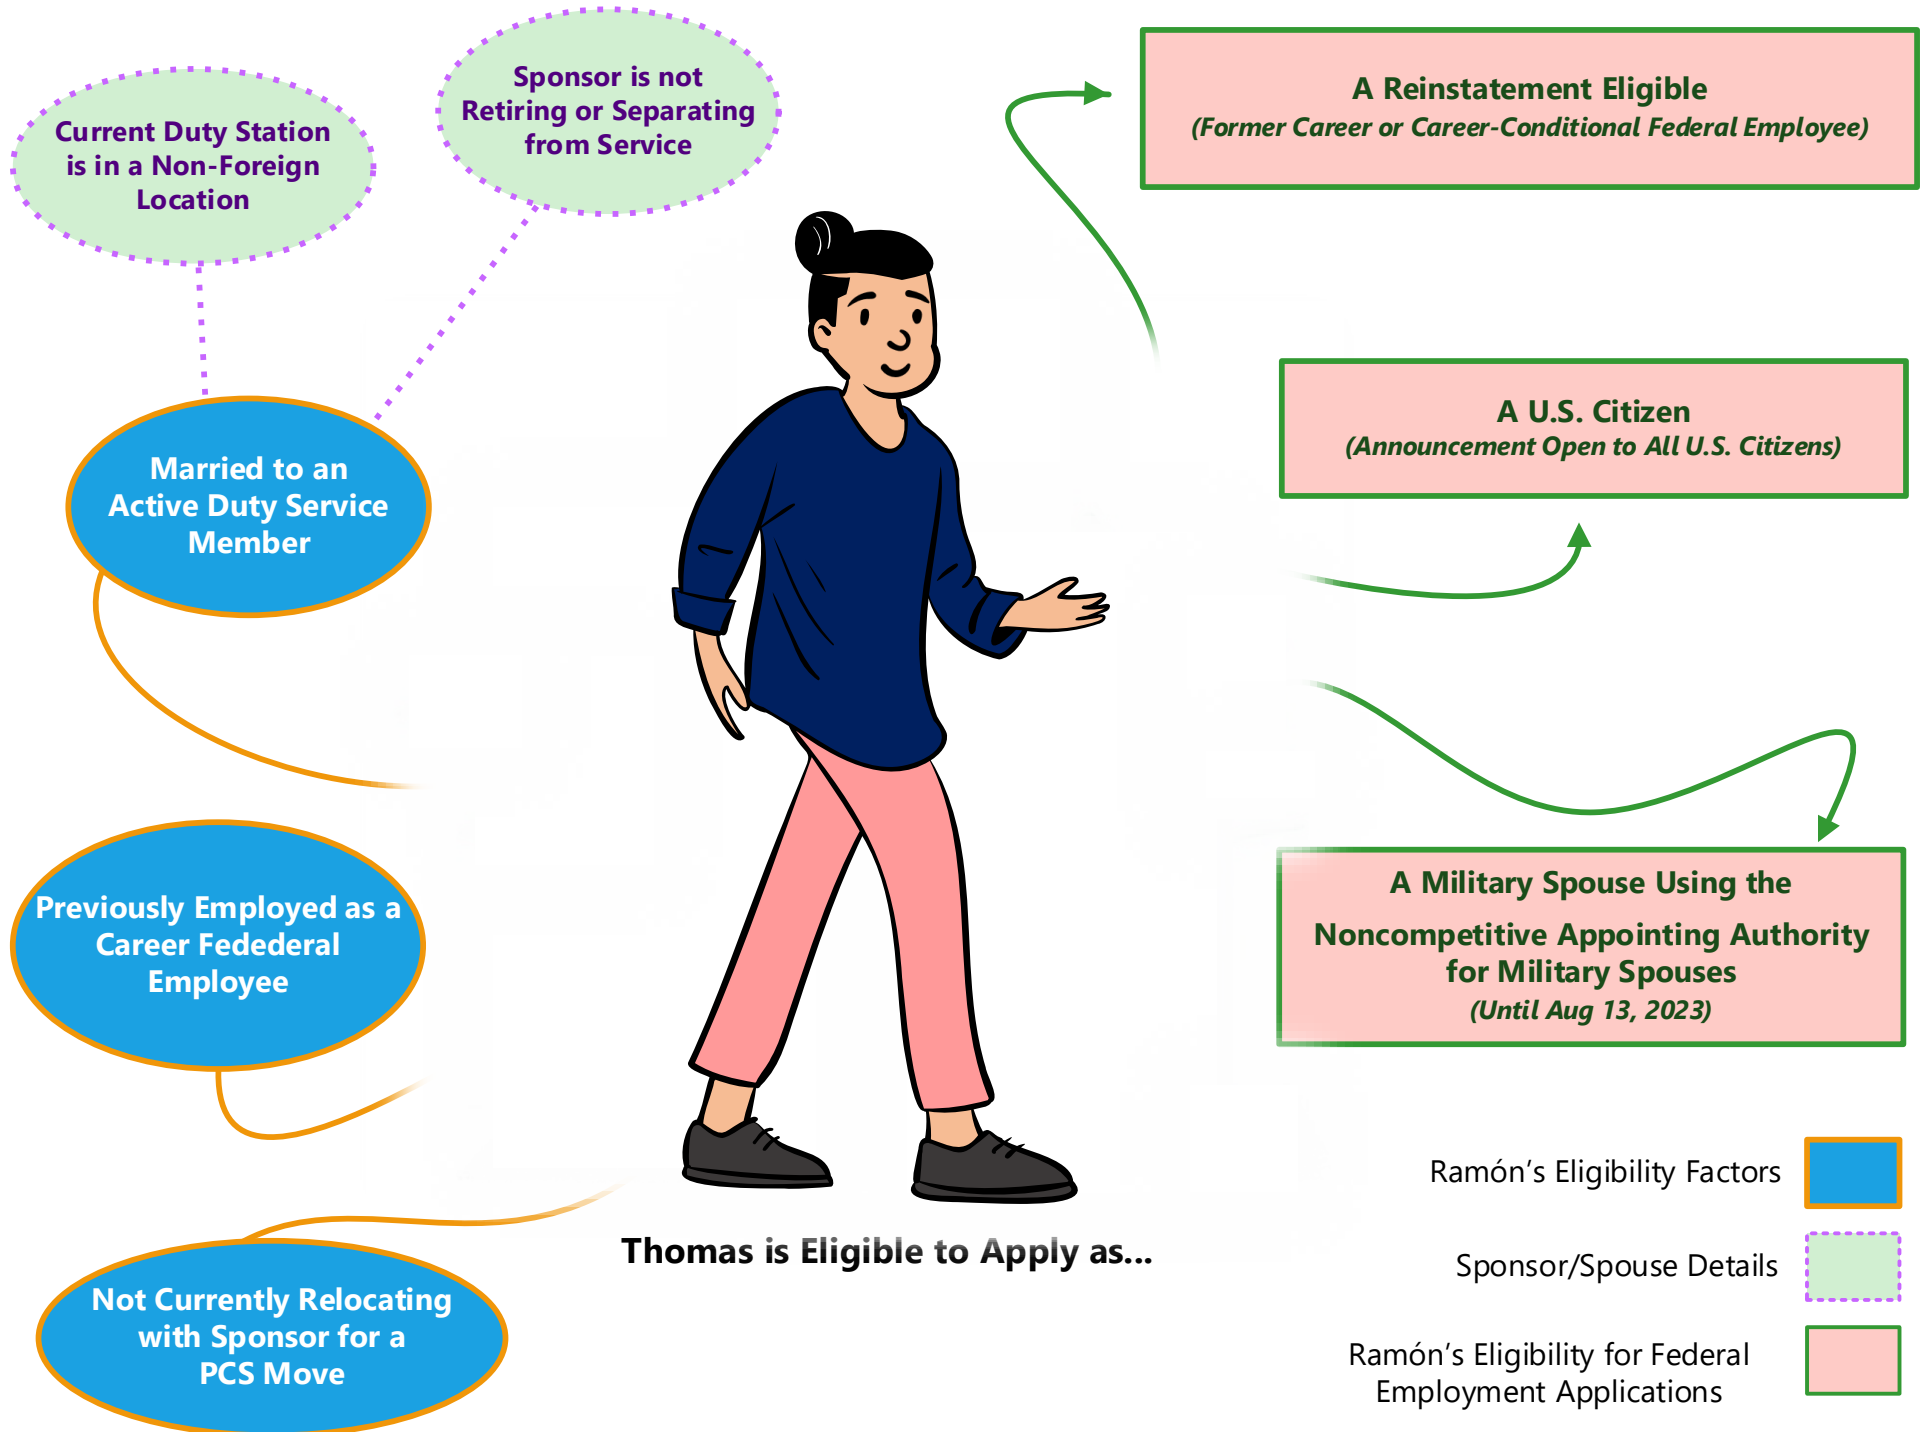 Current Duty Station
is in a Non-Foreign
Location
Sponsor is not
Retiring or Separating
from Service
Married to an
Active Duty Service
Member
Previously Employed as a
Career Fedederal
Employee
Not Currently Relocating
with Sponsor for a
PCS Move
Thomas is Eligible to Apply as...
A Reinstatement Eligible
(Former Career or Career-Conditional Federal Employee)
A U.S. Citizen
(Announcement Open to All U.S. Citizens)
A Military Spouse Using the
Noncompetitive Appointing Authority
for Military Spouses
(Until Aug 13, 2023)
Ramón’s Eligibility Factors
Sponsor/Spouse Details
Ramón’s Eligibility for Federal
Employment Applications